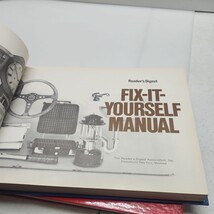 Reader's Digest
FIX-IT-
YOURSELF
MANUAL
The Reader's Digest Association, Inc.